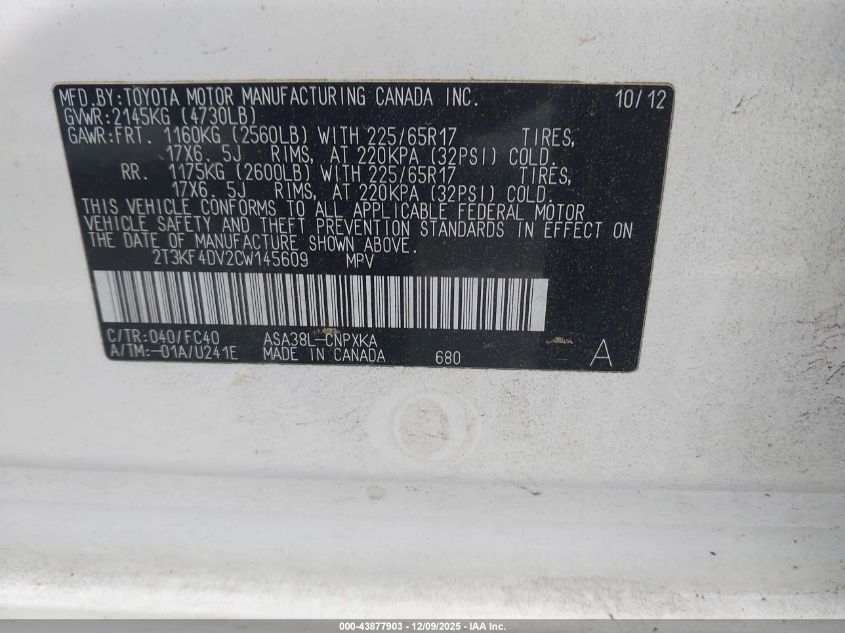 MFD.BY:TOYOTA MOTOR MANUFACTURING CANADA INC. 10/12
GVWR:2145KG (4730LB)
GAWR:FRT. 1160KG (2560LB) WITH 225/65R17 TIRES,
17X6.5J RIMS, AT 220KPA (32PSI) COLD.
RR. 1175KG (2600LB) WITH 225/65R17 TIRES,
17X6.5J RIMS, AT 220KPA (32PSI) COLD.
THIS VEHICLE CONFORMS TO ALL APPLICABLE FEDERAL MOTOR
VEHICLE SAFETY AND THEFT PREVENTION STANDARDS IN EFFECT ON
THE DATE OF MANUFACTURE SHOWN ABOVE.
2T3KF4DV2CW145609 MPV
C/TR:040/FC40 ASA38L-CNPXKA
A/TM:-01A/U241E MADE IN CANADA 680 A
000-43877903 - 12/09/2025 - IAA Inc.